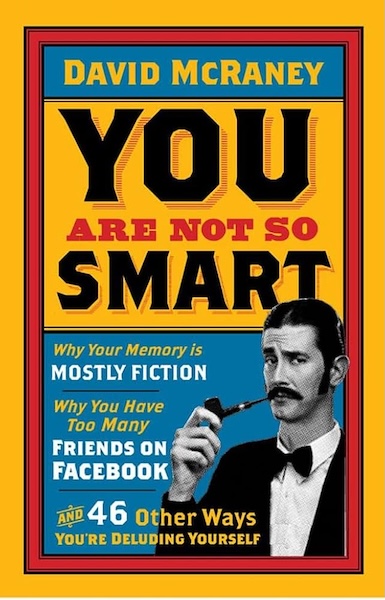 DAVID McRANEY
YOU
ARE NOT SO
SMART
Why Your Memory is
MOSTLY FICTION
Why You Have
Too Many
FRIENDS ON
FACEBOOK
AND 46 Other Ways
YOU'RE DELUDING YOURSELF